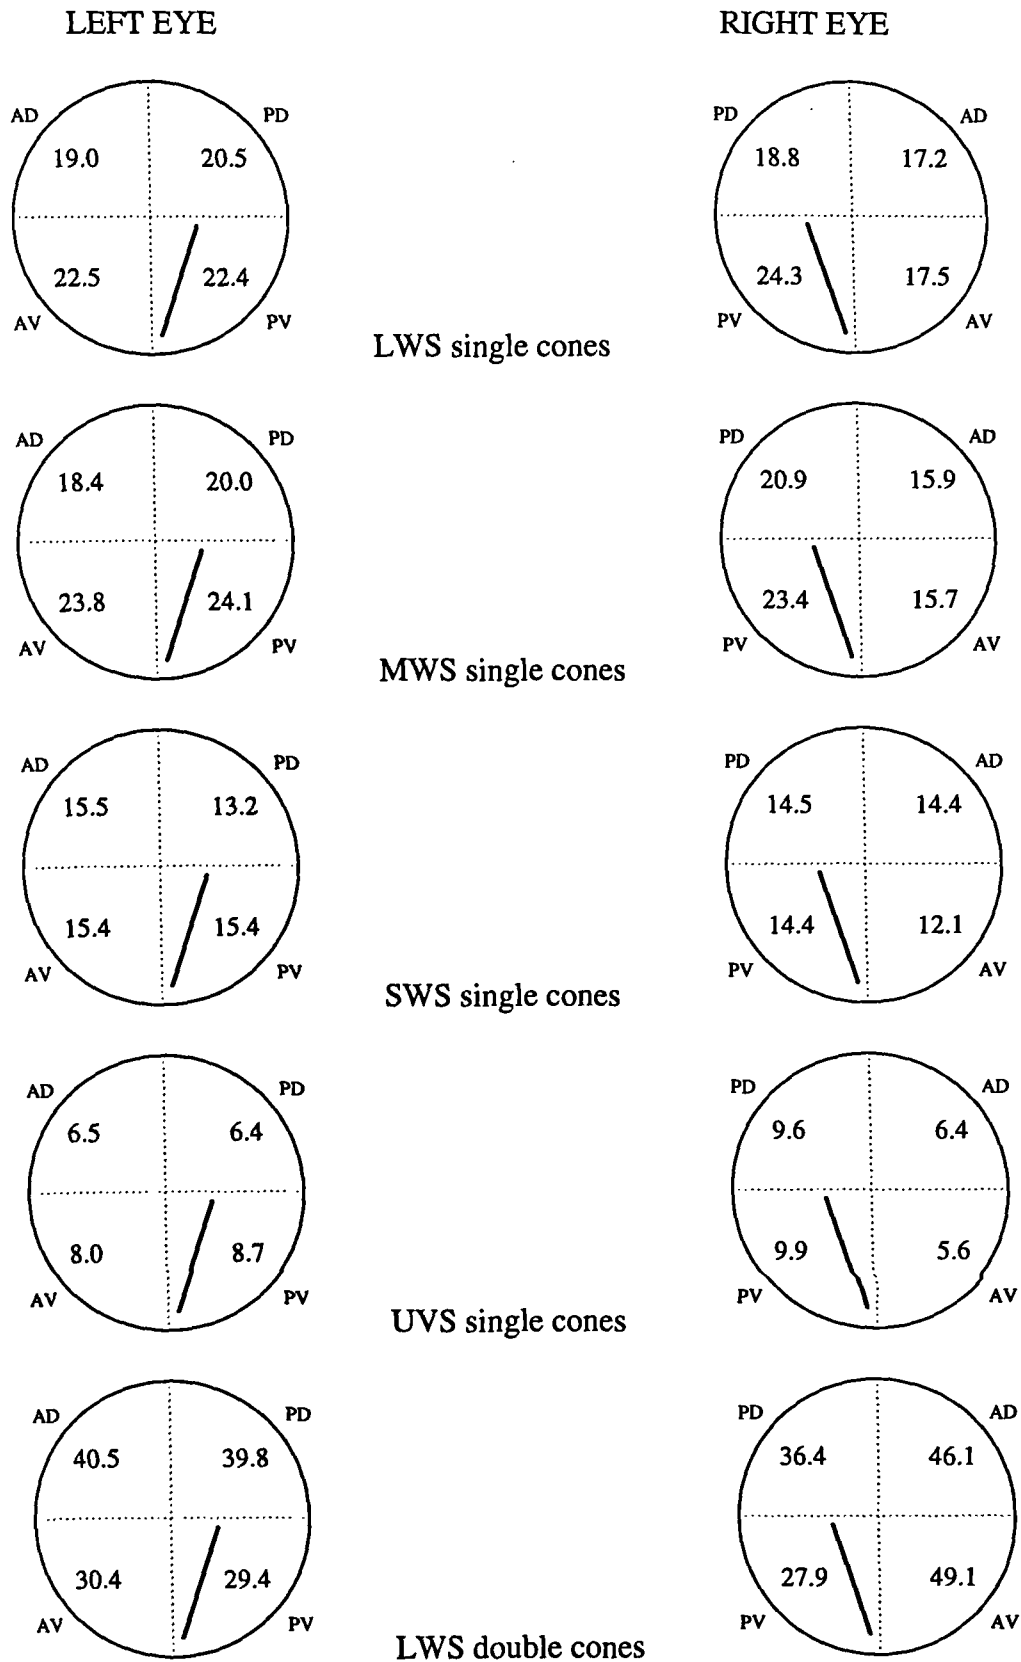 LEFT EYE RIGHT EYE
AD PD PD AD
19.0 20.5 18.8 17.2
22.5 22.4 24.3 17.5
AV PV PV AV
LWS single cones
AD PD PD AD
18.4 20.0 20.9 15.9
23.8 24.1 23.4 15.7
AV PV PV AV
MWS single cones
AD PD PD AD
15.5 13.2 14.5 14.4
15.4 15.4 14.4 12.1
AV PV PV AV
SWS single cones
AD PD PD AD
6.5 6.4 9.6 6.4
8.0 8.7 9.9 5.6
AV PV PV AV
UVS single cones
AD PD PD AD
40.5 39.8 36.4 46.1
30.4 29.4 27.9 49.1
AV PV PV AV
LWS double cones